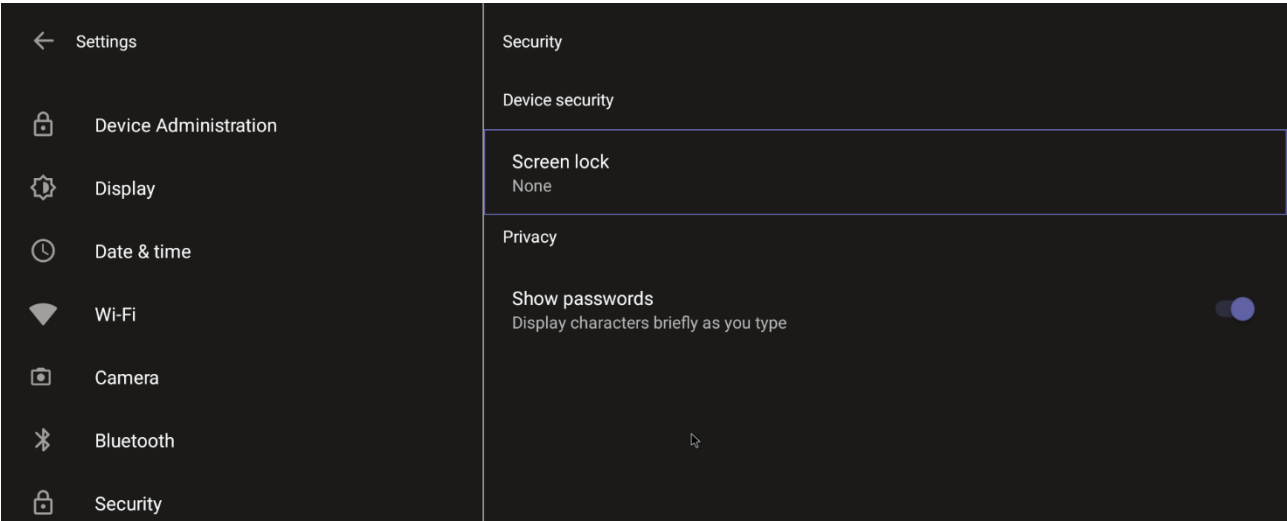 Settings
Device Administration
Display
Date & time
Wi-Fi
Camera
Bluetooth
Security
Security
Device security
Screen lock
None
Privacy
Show passwords
Display characters briefly as you type